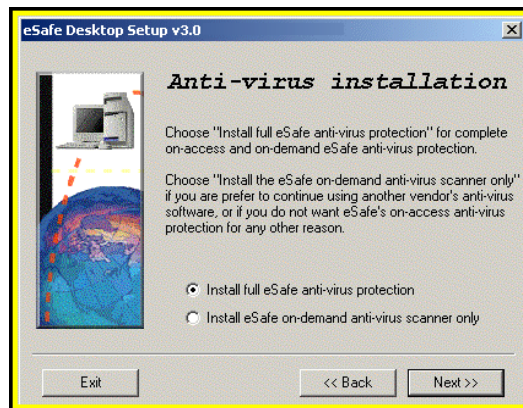 eSafe Desktop Setup v3.0
Anti-virus installation
Choose "Install full eSafe anti-virus protection" for complete
on-access and on-demand eSafe anti-virus protection.
Choose "Install the eSafe on-demand anti-virus scanner only"
if you are prefer to continue using another vendor's anti-virus
software, or if you do not want eSafe's on-access anti-virus
protection for any other reason.
Install full eSafe anti-virus protection
Install eSafe on-demand anti-virus scanner only
Exit
<< Back
Next >>